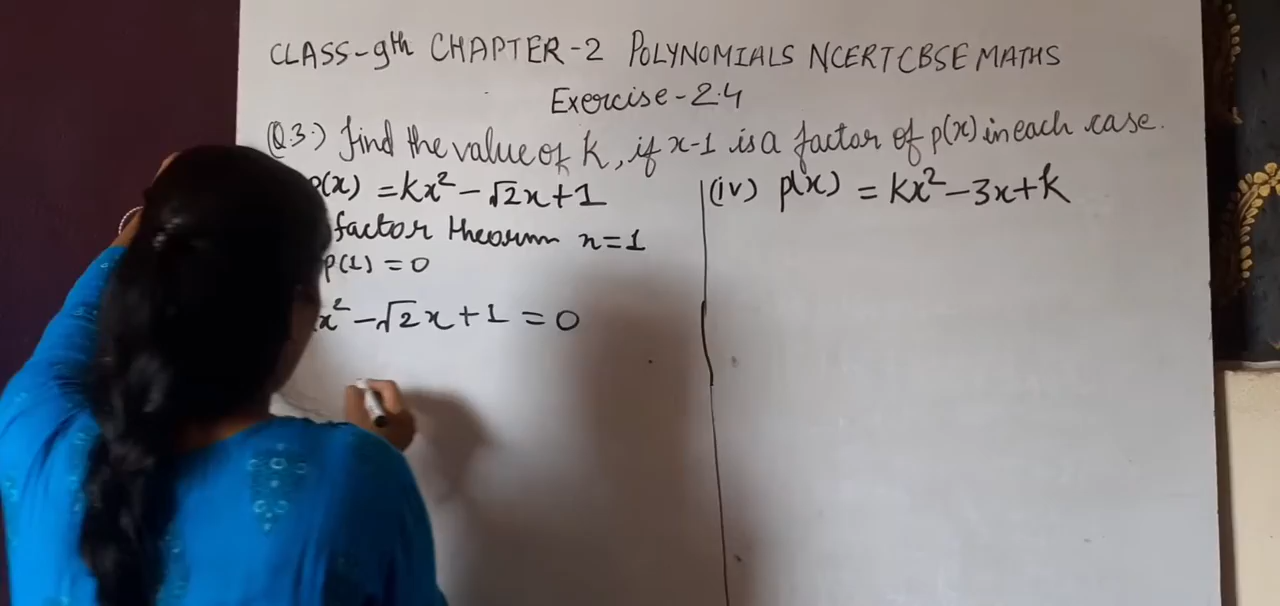 CLASS-9th CHAPTER-2 POLYNOMIALS NCERT CBSE MATHS
Exercise-2.4
(Q3.) find the value of k, if x-1 is a factor of p(x) in each case.
p(x) = kx² - √2x + 1
factor theorum x=1
p(1) = 0
x² - √2x + 1 = 0
(iv) p(x) = kx² - 3x + k